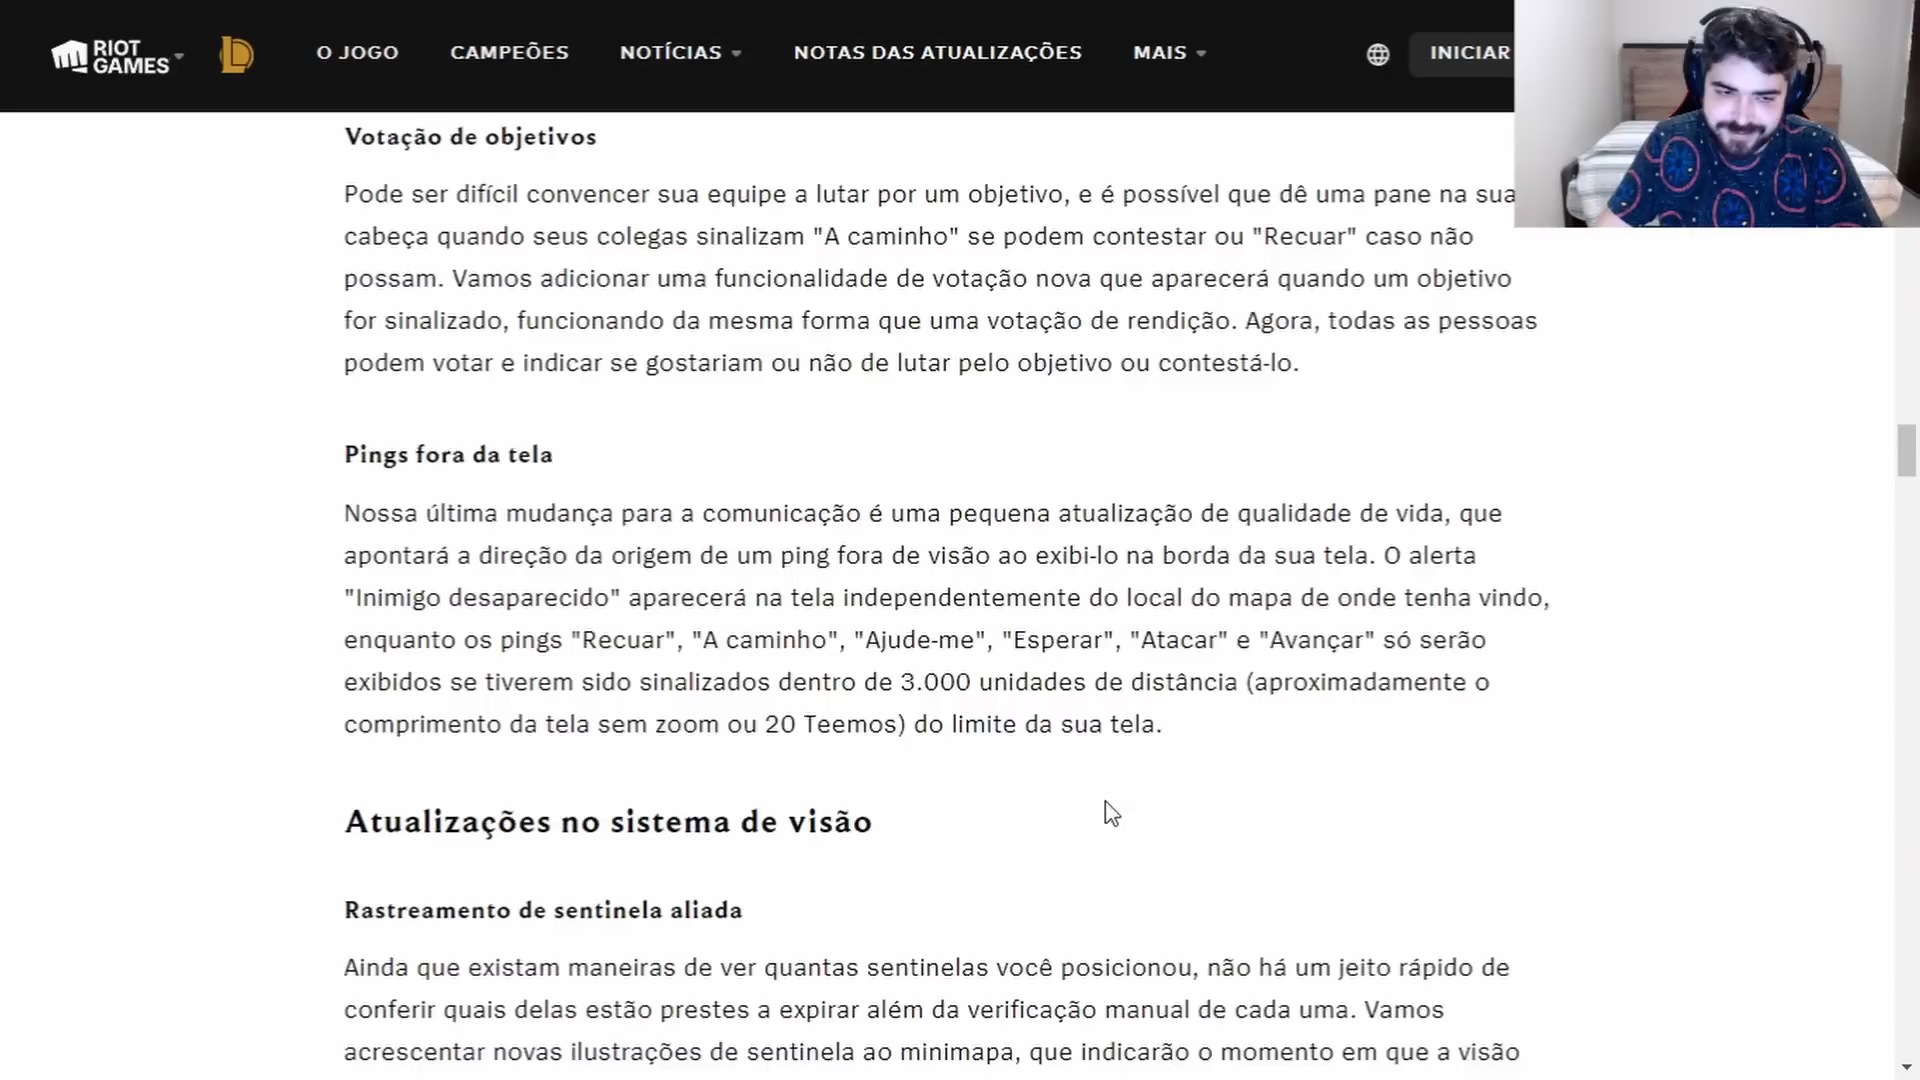 RIOT
GAMES
O JOGO
CAMPEÕES
NOTÍCIAS
NOTAS DAS ATUALIZAÇÕES
MAIS
INICIAR
Votação de objetivos
Pode ser difícil convencer sua equipe a lutar por um objetivo, e é possível que dê uma pane na sua
cabeça quando seus colegas sinalizam "A caminho" se podem contestar ou "Recuar" caso não
possam. Vamos adicionar uma funcionalidade de votação nova que aparecerá quando um objetivo
for sinalizado, funcionando da mesma forma que uma votação de rendição. Agora, todas as pessoas
podem votar e indicar se gostariam ou não de lutar pelo objetivo ou contestá-lo.
Pings fora da tela
Nossa última mudança para a comunicação é uma pequena atualização de qualidade de vida, que
apontará a direção da origem de um ping fora de visão ao exibi-lo na borda da sua tela. O alerta
"Inimigo desaparecido" aparecerá na tela independentemente do local do mapa de onde tenha vindo,
enquanto os pings "Recuar", "A caminho", "Ajude-me", "Esperar", "Atacar" e "Avançar" só serão
exibidos se tiverem sido sinalizados dentro de 3.000 unidades de distância (aproximadamente o
comprimento da tela sem zoom ou 20 Teemos) do limite da sua tela.
Atualizações no sistema de visão
Rastreamento de sentinela aliada
Ainda que existam maneiras de ver quantas sentinelas você posicionou, não há um jeito rápido de
conferir quais delas estão prestes a expirar além da verificação manual de cada uma. Vamos
acrescentar novas ilustrações de sentinela ao minimapa, que indicarão o momento em que a visão